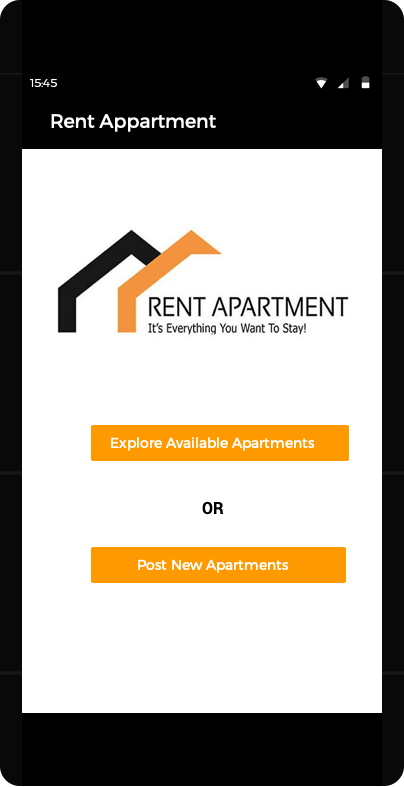 15:45
Rent Appartment
RENT APARTMENT
It's Everything You Want To Stay!
Explore Available Apartments
OR
Post New Apartments